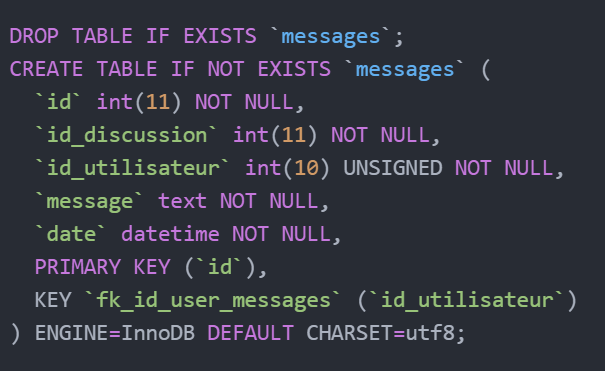 DROP TABLE IF EXISTS `messages`;
CREATE TABLE IF NOT EXISTS `messages` (
  `id` int(11) NOT NULL,
  `id_discussion` int(11) NOT NULL,
  `id_utilisateur` int(10) UNSIGNED NOT NULL,
  `message` text NOT NULL,
  `date` datetime NOT NULL,
  PRIMARY KEY (`id`),
  KEY `fk_id_user_messages` (`id_utilisateur`)
) ENGINE=InnoDB DEFAULT CHARSET=utf8;